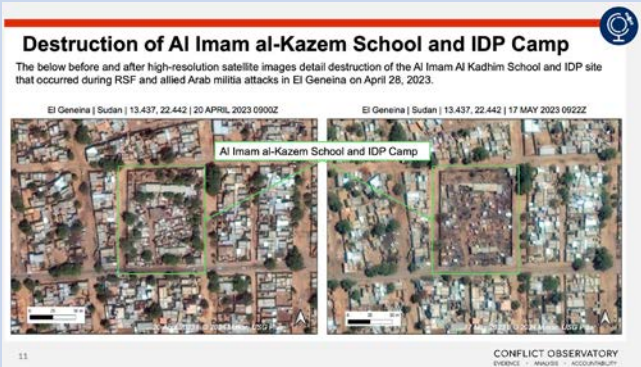 Destruction of Al Imam al-Kazem School and IDP Camp
The below before and after high-resolution satellite images detail destruction of the Al Imam Al Kadhim School and IDP site
that occurred during RSF and allied Arab militia attacks in El Geneina on April 28, 2023.
El Geneina | Sudan | 13.437, 22.442 | 20 APRIL 2023 0900Z
El Geneina | Sudan | 13.437, 22.442 | 17 MAY 2023 0922Z
Al Imam al-Kazem School and IDP Camp
11
CONFLICT OBSERVATORY
EVIDENCE • ANALYSIS • ACCOUNTABILITY